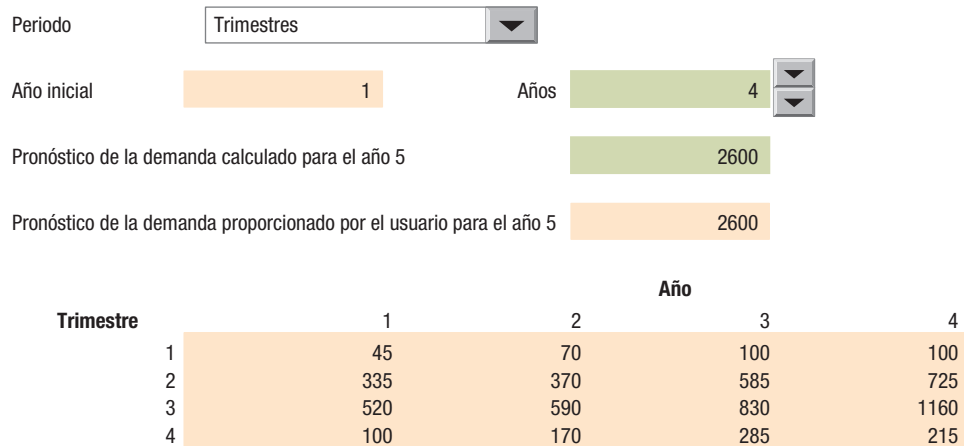 Periodo Trimestres
Año inicial 1 Años 4
Pronóstico de la demanda calculado para el año 5 2600
Pronóstico de la demanda proporcionado por el usuario para el año 5 2600
Año
Trimestre 1 2 3 4
1 45 70 100 100
2 335 370 585 725
3 520 590 830 1160
4 100 170 285 215